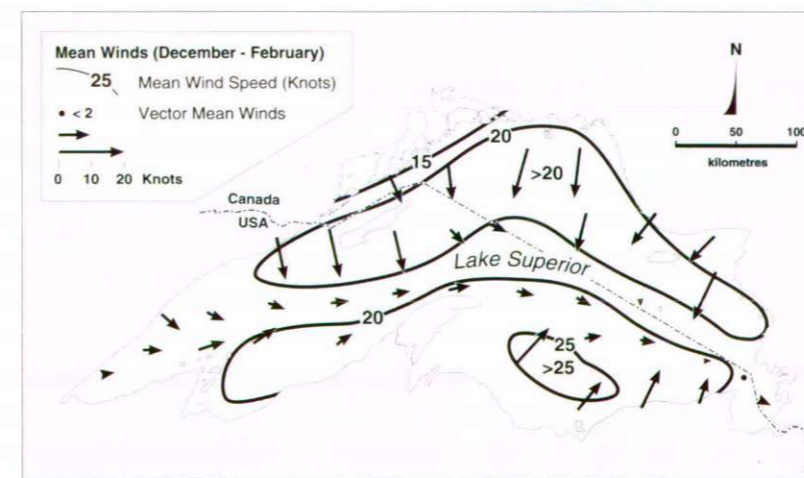 Mean Winds (December - February)
25 Mean Wind Speed (Knots)
• < 2 Vector Mean Winds
0 10 20 Knots
N
0 50 100
kilometres
Canada
USA
15
20
>20
Lake Superior
20
25
>25